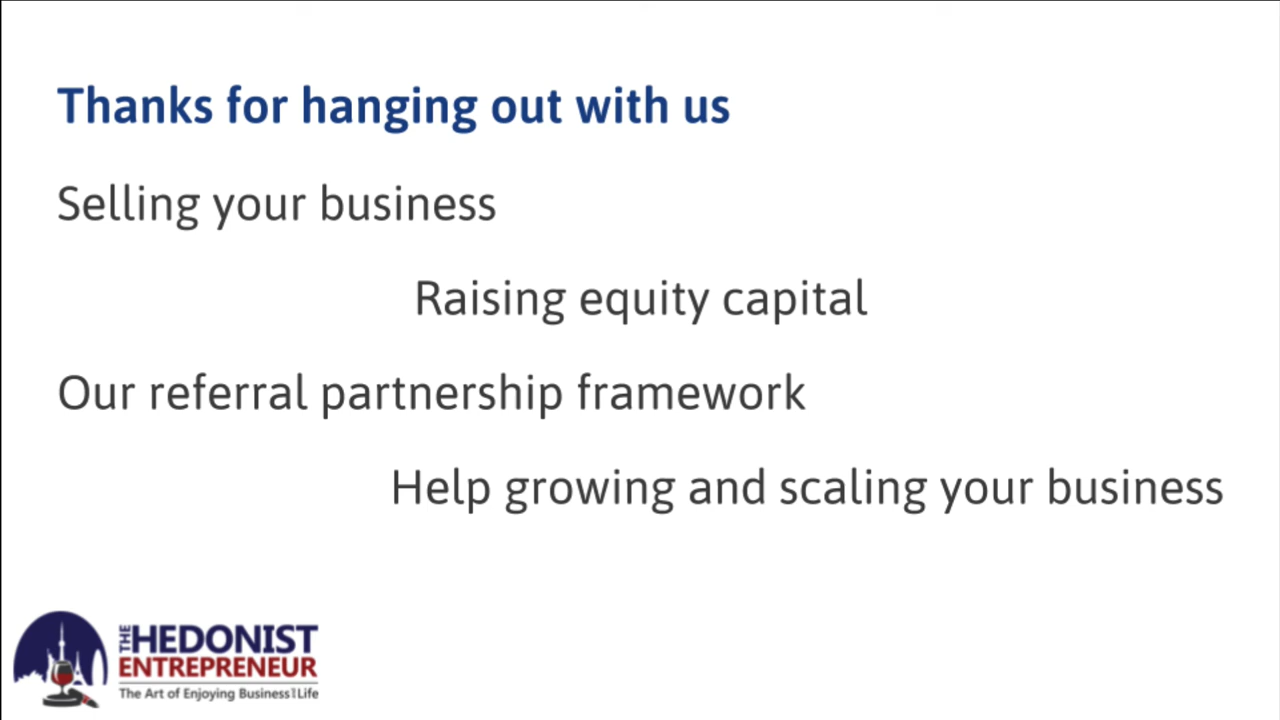 Thanks for hanging out with us
Selling your business
Raising equity capital
Our referral partnership framework
Help growing and scaling your business
THE HEDONIST
ENTREPRENEUR
The Art of Enjoying Business and Life